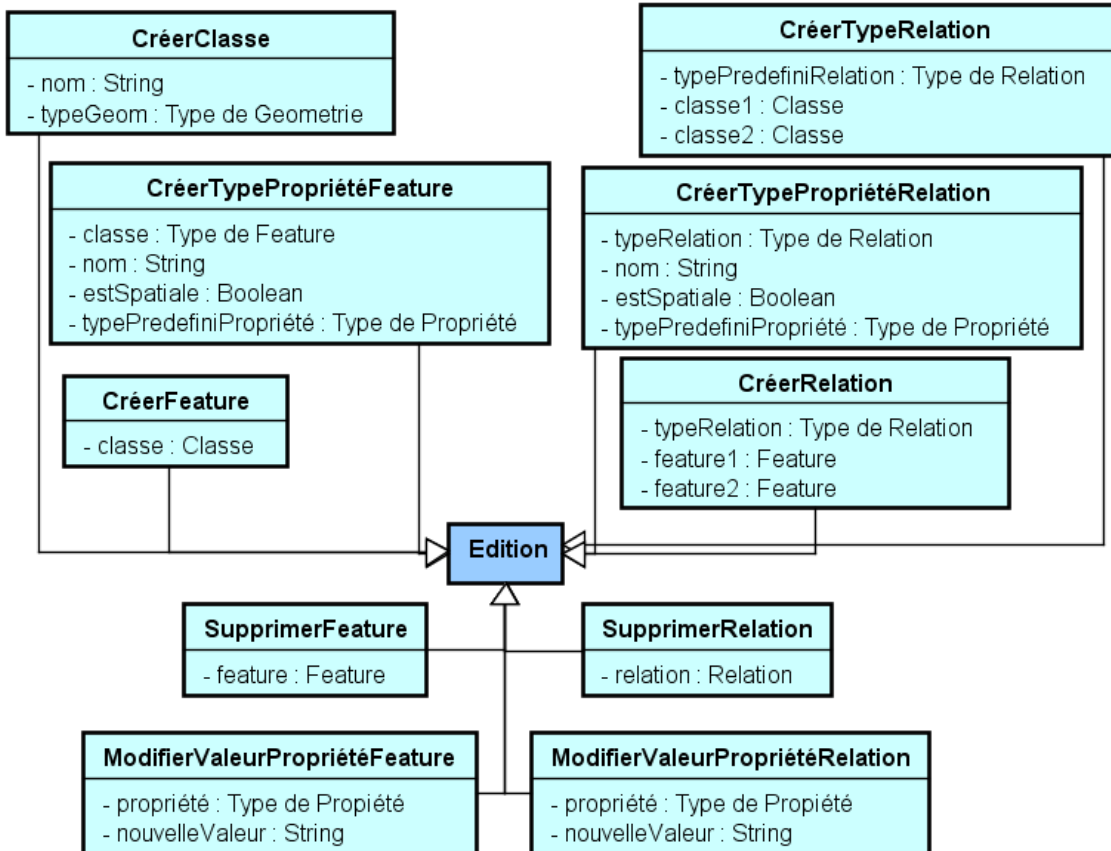 CréerClasse
- nom : String
- typeGeom : Type de Geometrie
CréerTypeRelation
- typePredefiniRelation : Type de Relation
- classe1 : Classe
- classe2 : Classe
CréerTypePropriétéFeature
- classe : Type de Feature
- nom : String
- estSpatiale : Boolean
- typePredefiniPropriété : Type de Propriété
CréerTypePropriétéRelation
- typeRelation : Type de Relation
- nom : String
- estSpatiale : Boolean
- typePredefiniPropriété : Type de Propriété
CréerFeature
- classe : Classe
CréerRelation
- typeRelation : Type de Relation
- feature1 : Feature
- feature2 : Feature
Edition
SupprimerFeature
- feature : Feature
SupprimerRelation
- relation : Relation
ModifierValeurPropriétéFeature
- propriété : Type de Propiété
- nouvelleValeur : String
ModifierValeurPropriétéRelation
- propriété : Type de Propiété
- nouvelleValeur : String